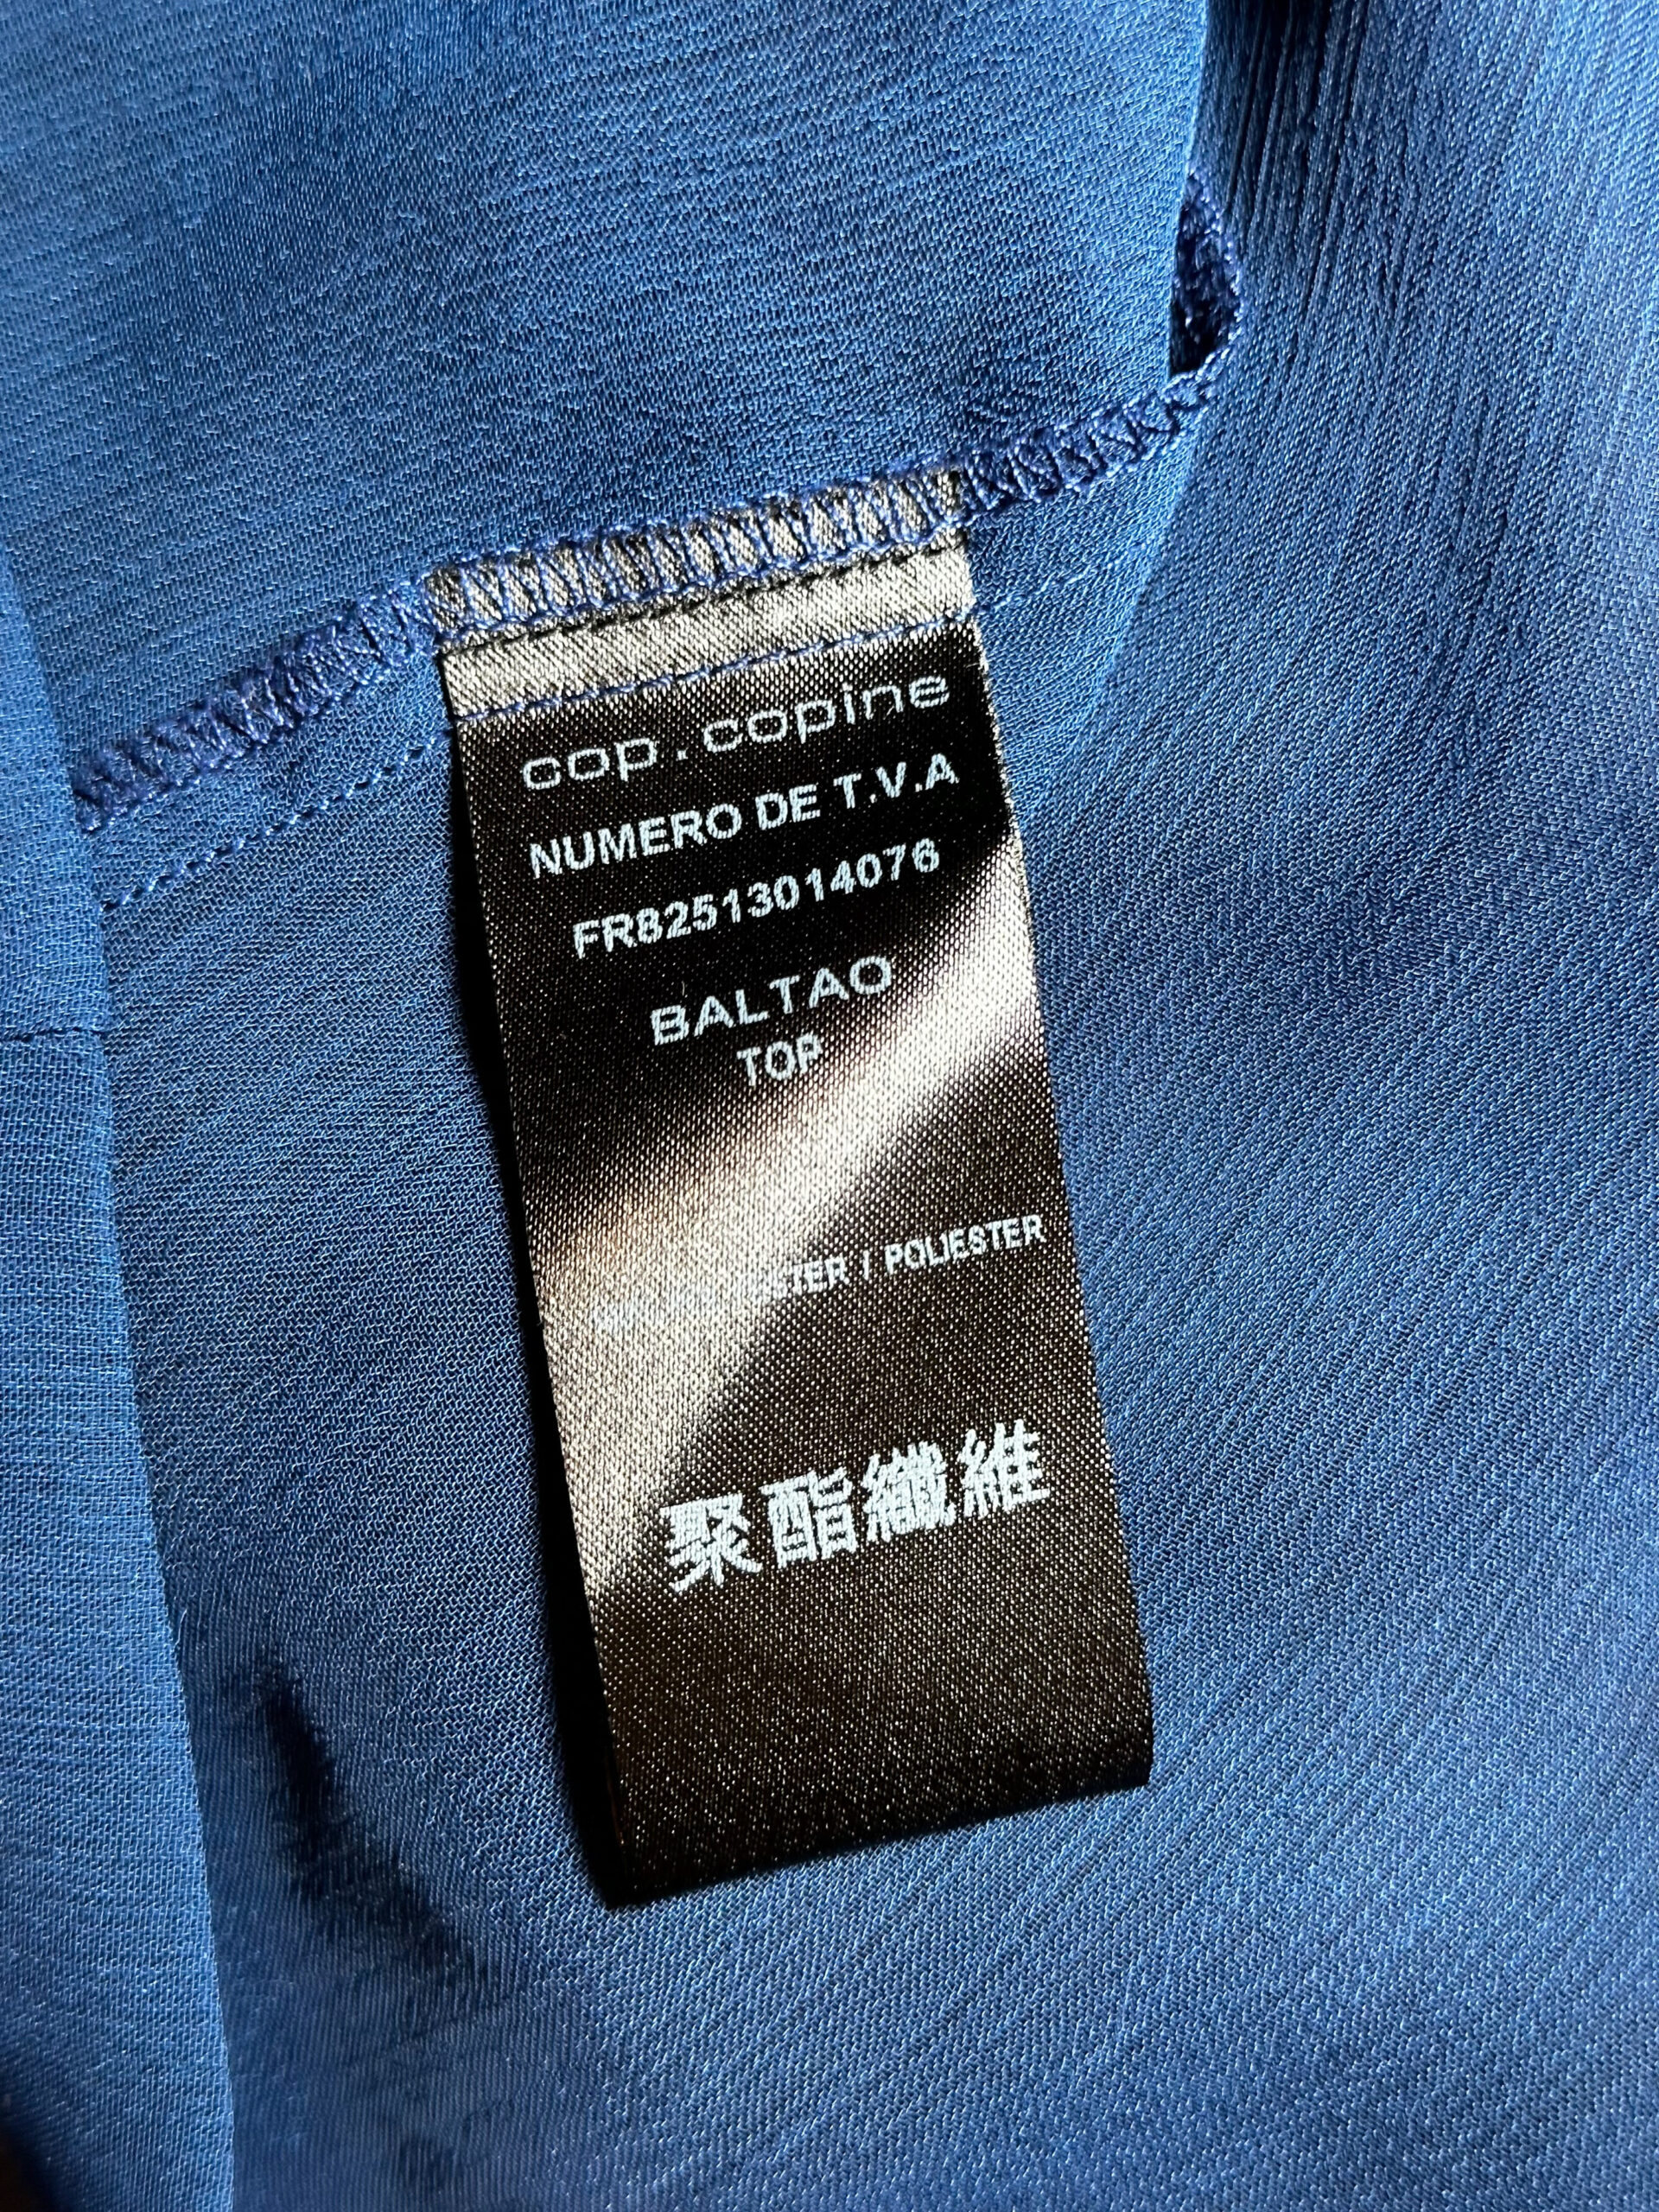 cop.copine
NUMERO DE T.V.A
FR82513014076
BALTAO
TOP
/ POLIESTER
聚酯纖維